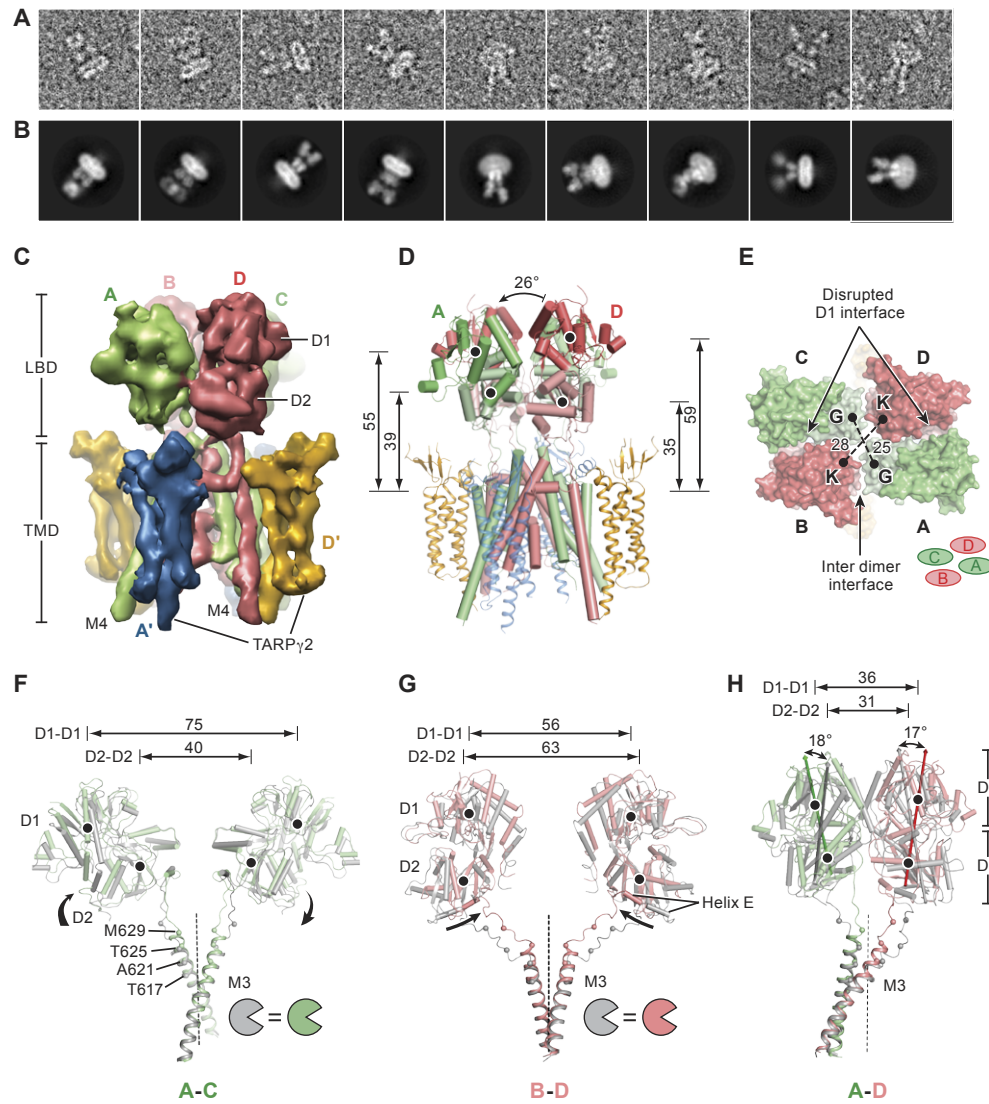 A
B
C
D
E
B
D
A
C
D1
D2
LBD
TMD
M4
M4
A'
D'
TARPγ2
26°
A
D
55
39
59
35
Disrupted
D1 interface
C
D
G
K
28
25
K
G
B
A
Inter dimer
interface
D
C
A
B
F
G
H
75
D1-D1
40
D2-D2
D1
D2
M629
T625
A621
T617
M3
=
A-C
56
D1-D1
63
D2-D2
D1
D2
Helix E
M3
=
B-D
36
D1-D1
31
D2-D2
18°
17°
D
D
M3
A-D